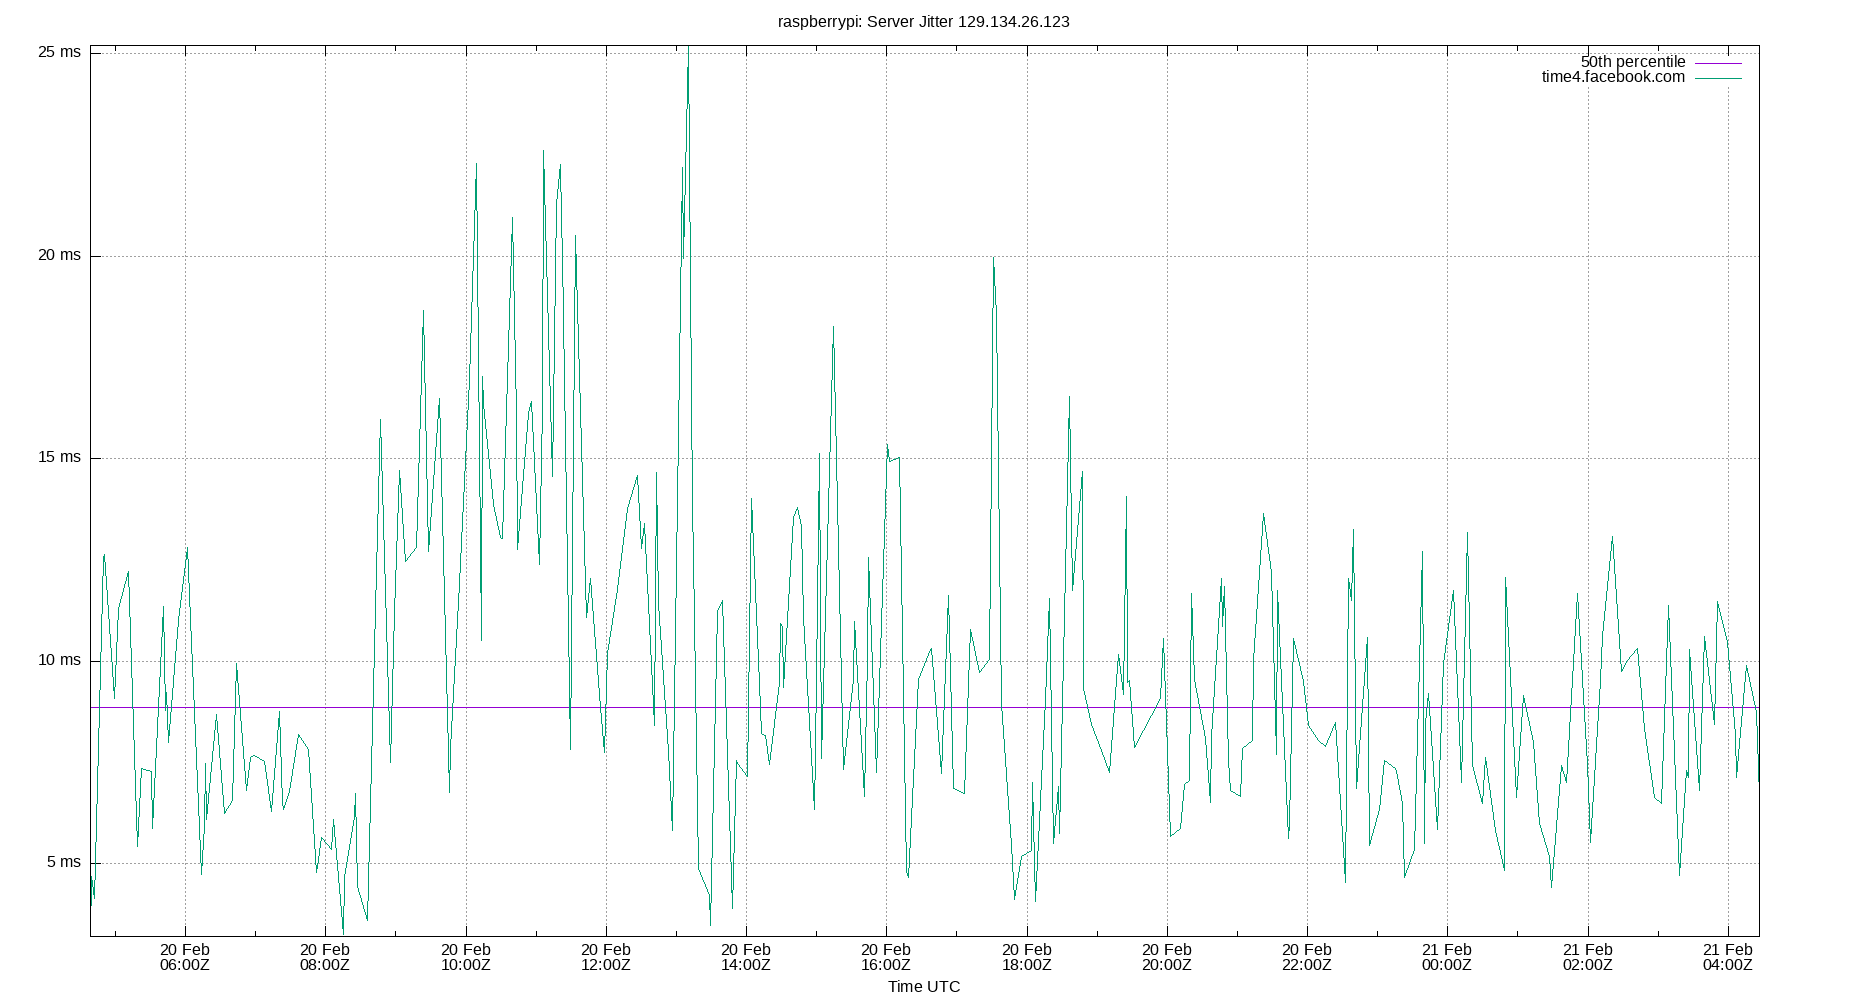 raspberrypi: Server Jitter 129.134.26.123
25 ms
20 ms
15 ms
10 ms
5 ms
50th percentile
time4.facebook.com
20 Feb 20 Feb 20 Feb 20 Feb 20 Feb 20 Feb 20 Feb 20 Feb 20 Feb 21 Feb 21 Feb 21 Feb
06:00Z 08:00Z 10:00Z 12:00Z 14:00Z 16:00Z 18:00Z 20:00Z 22:00Z 00:00Z 02:00Z 04:00Z
Time UTC